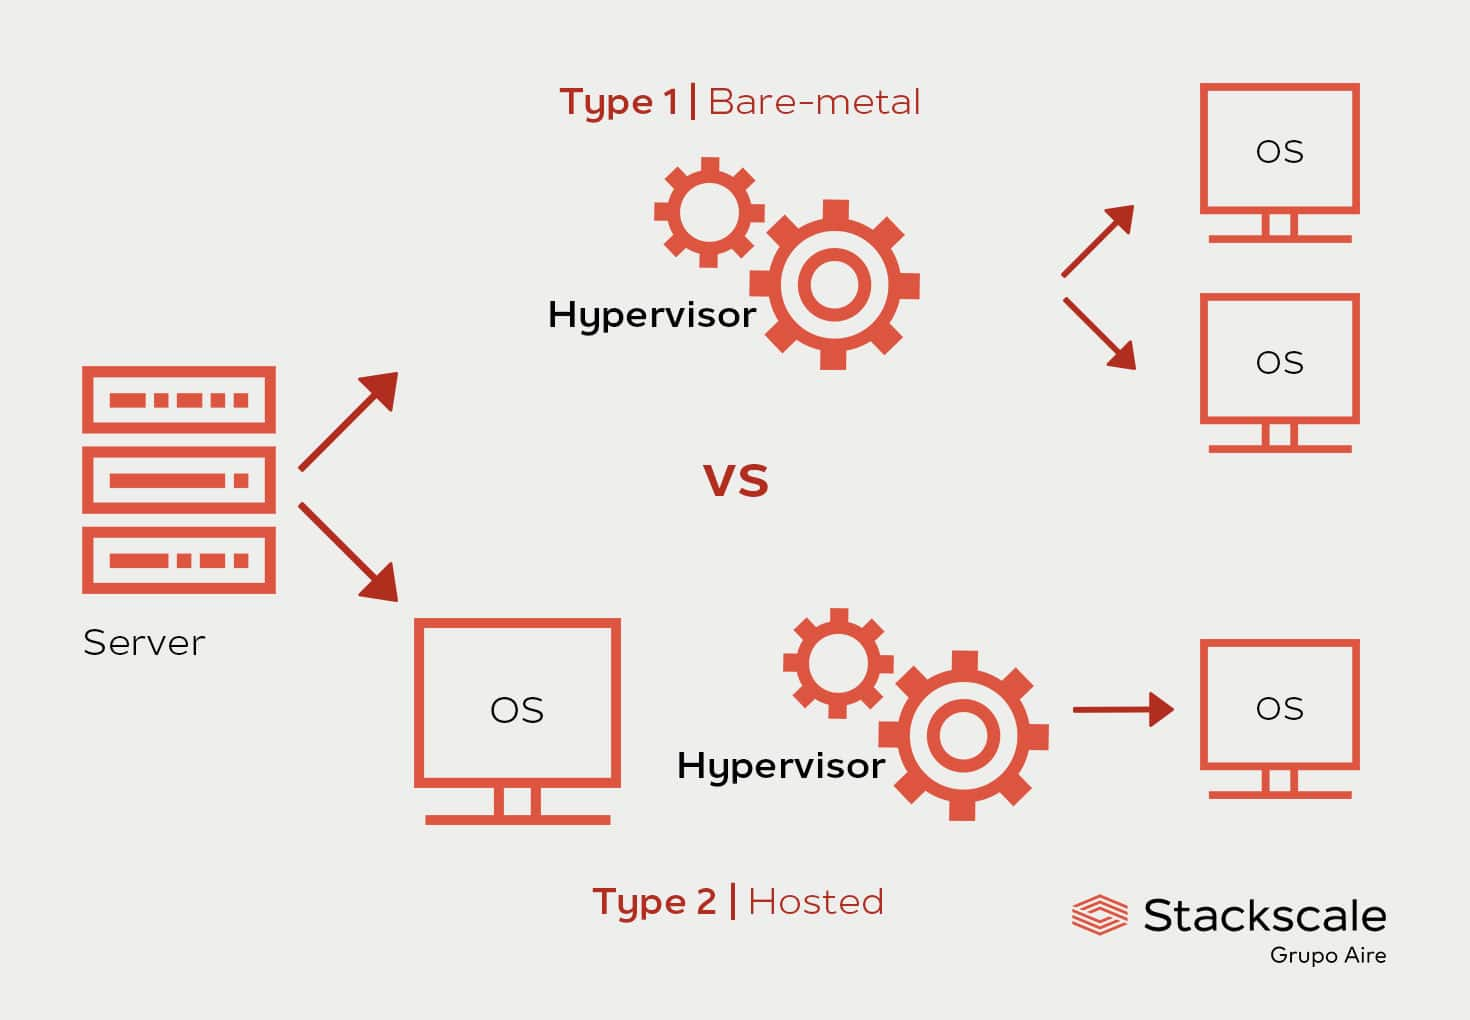 Type 1 | Bare-metal
OS
Hypervisor
OS
vs
Server
OS
Hypervisor
OS
Type 2 | Hosted
Stackscale
Grupo Aire